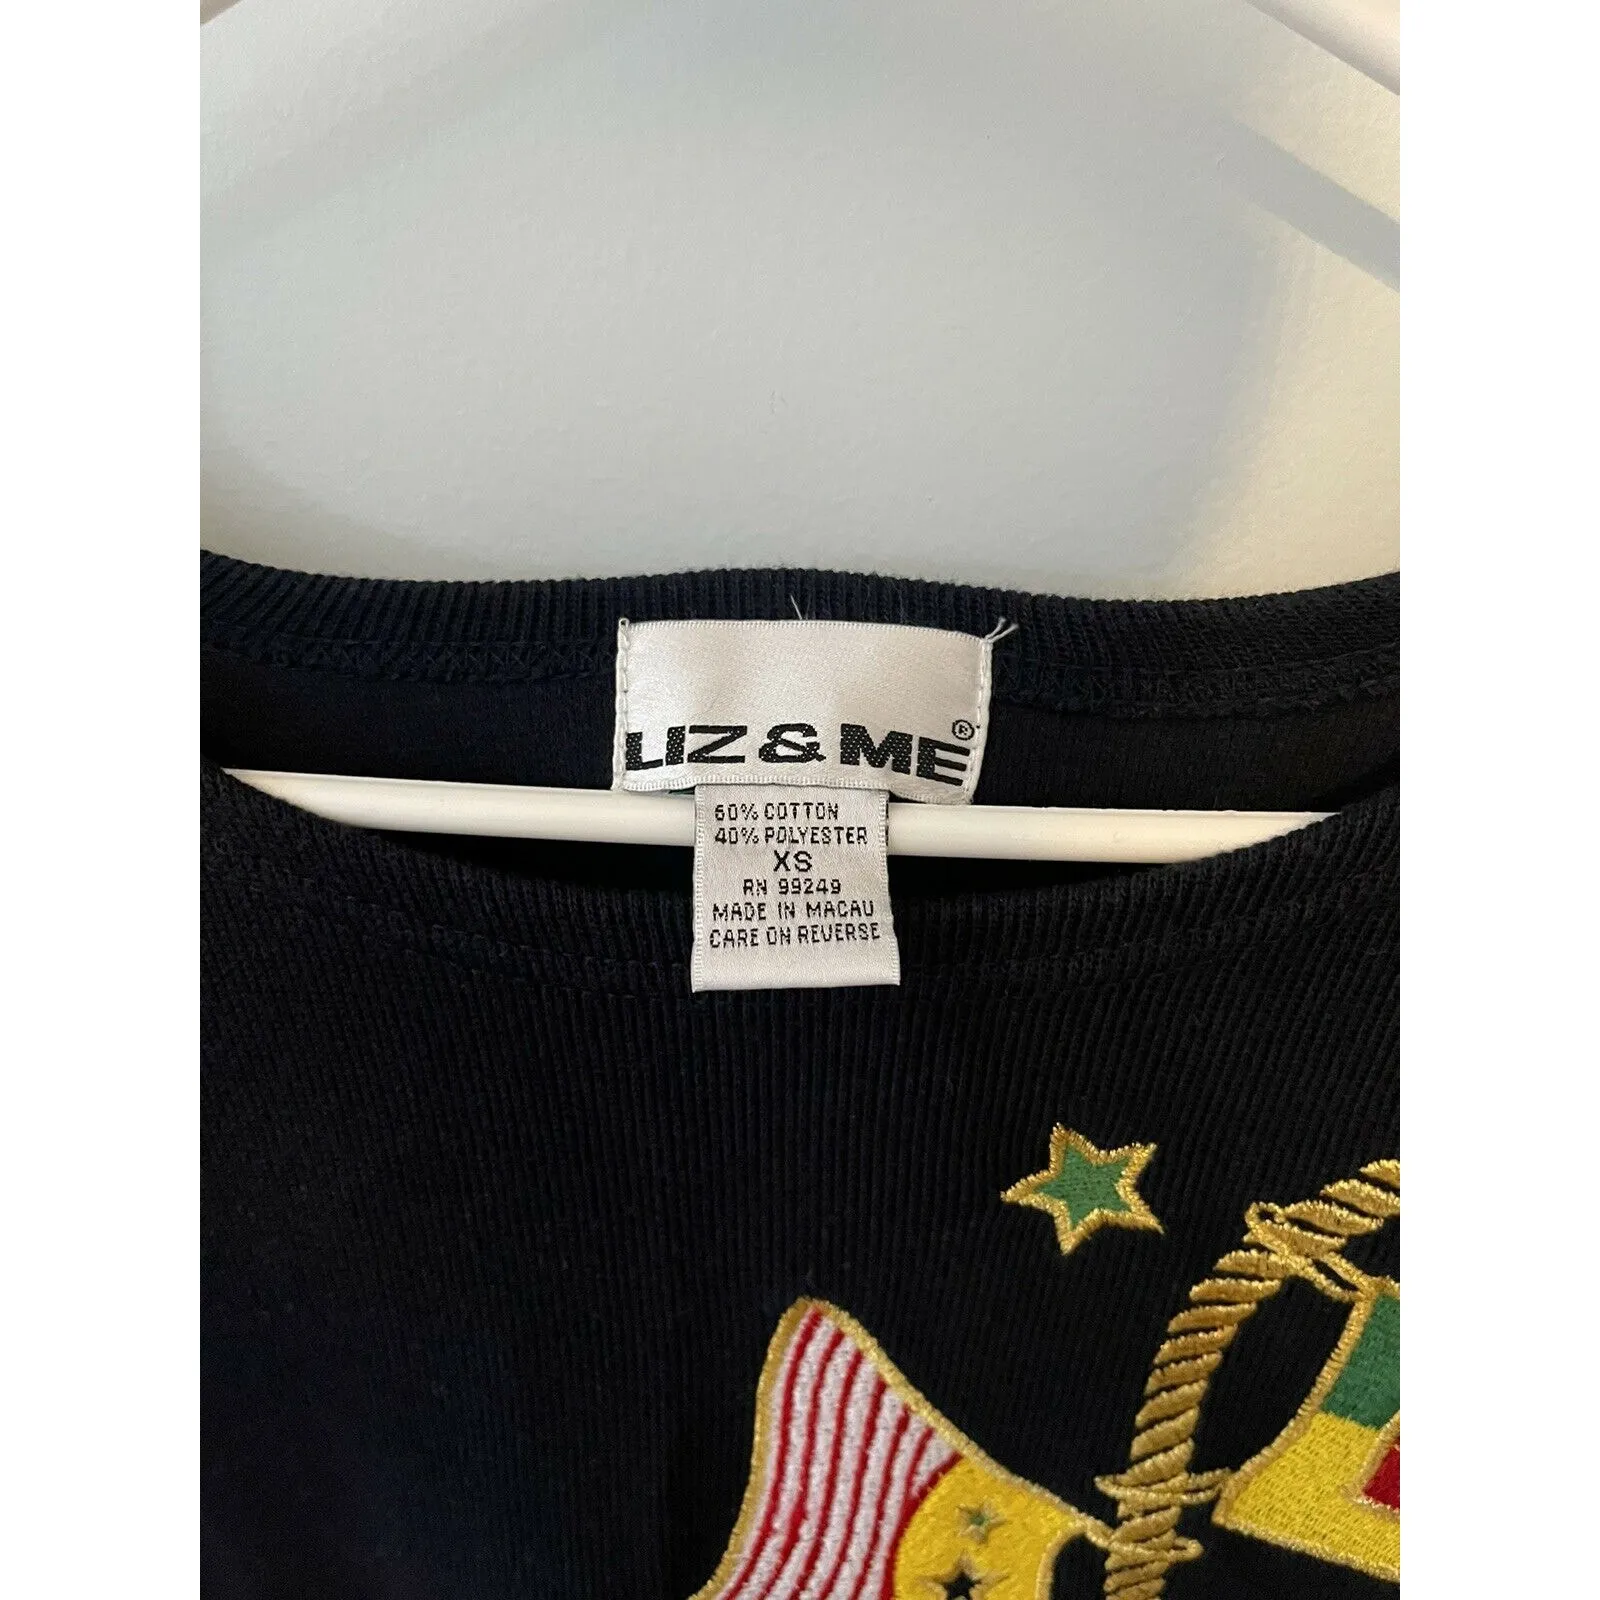 LIZ & ME®
60% COTTON
40% POLYESTER
XS
RN 99249
MADE IN MACAU
CARE ON REVERSE